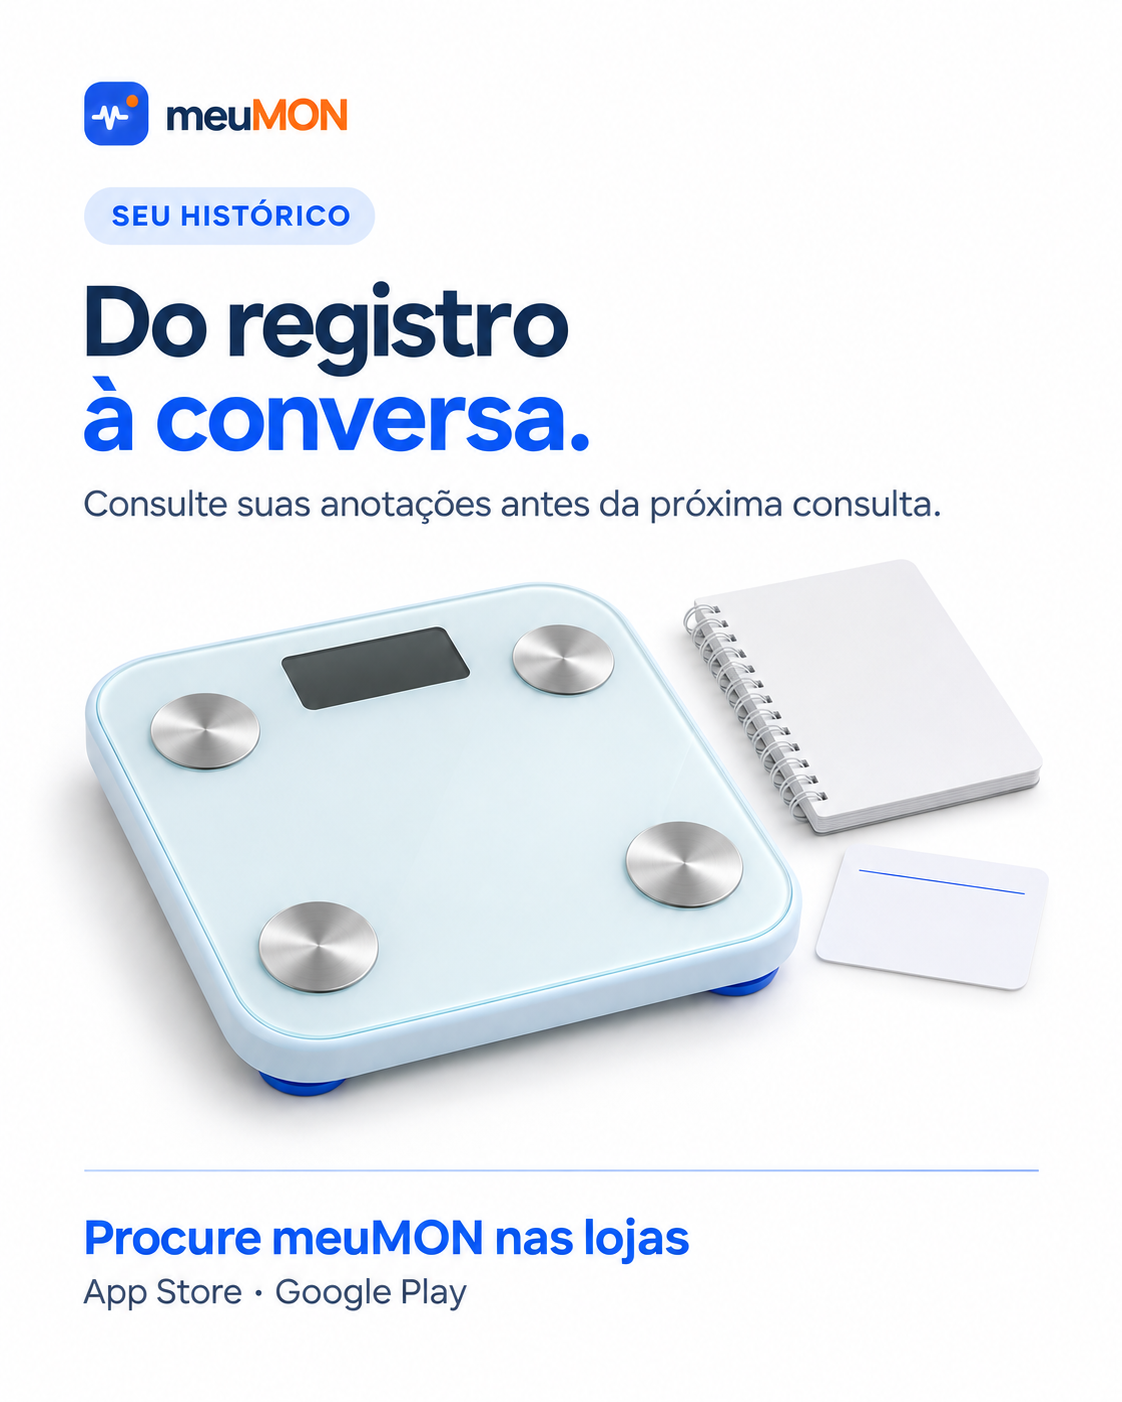 meuMON
SEU HISTÓRICO
Do registro
à conversa.
Consulte suas anotações antes da próxima consulta.
Procure meuMON nas lojas
App Store • Google Play